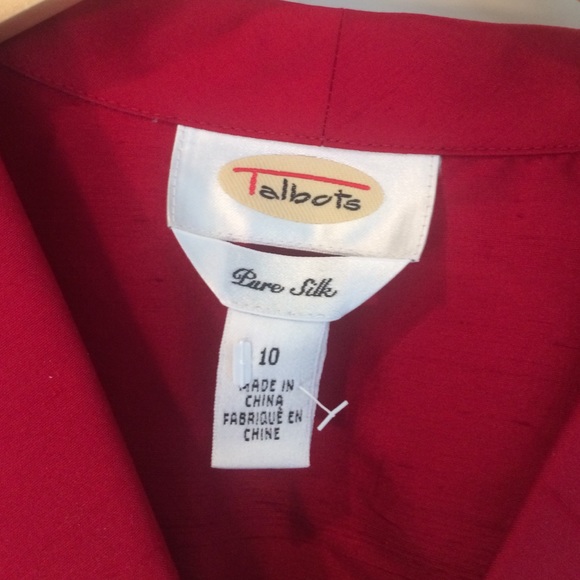 Talbots
Pure Silk
10
MADE IN
CHINA
FABRIQUÉ EN
CHINE